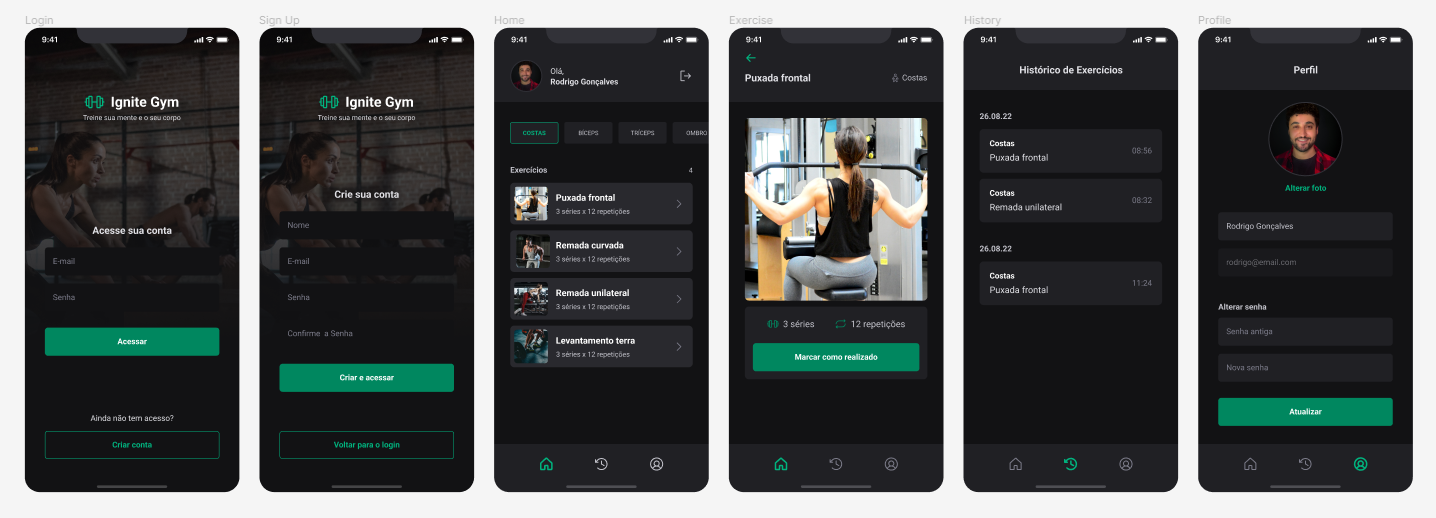 Login
9:41
Ignite Gym
Treine sua mente e o seu corpo
Acesse sua conta
E-mail
Senha
Acessar
Ainda não tem acesso?
Criar conta
Sign Up
9:41
Ignite Gym
Treine sua mente e o seu corpo
Crie sua conta
Nome
E-mail
Senha
Confirme a Senha
Criar e acessar
Voltar para o login
Home
9:41
Olá,
Rodrigo Gonçalves
COSTAS BÍCEPS TRÍCEPS OMBRO
Exercícios 4
Puxada frontal
3 séries x 12 repetições
Remada curvada
3 séries x 12 repetições
Remada unilateral
3 séries x 12 repetições
Levantamento terra
3 séries x 12 repetições
Exercise
9:41
Puxada frontal Costas
3 séries 12 repetições
Marcar como realizado
History
9:41
Histórico de Exercícios
26.08.22
Costas
Puxada frontal 08:56
Costas
Remada unilateral 08:32
26.08.22
Costas
Puxada frontal 11:24
Profile
9:41
Perfil
Alterar foto
Rodrigo Gonçalves
rodrigo@email.com
Alterar senha
Senha antiga
Nova senha
Atualizar